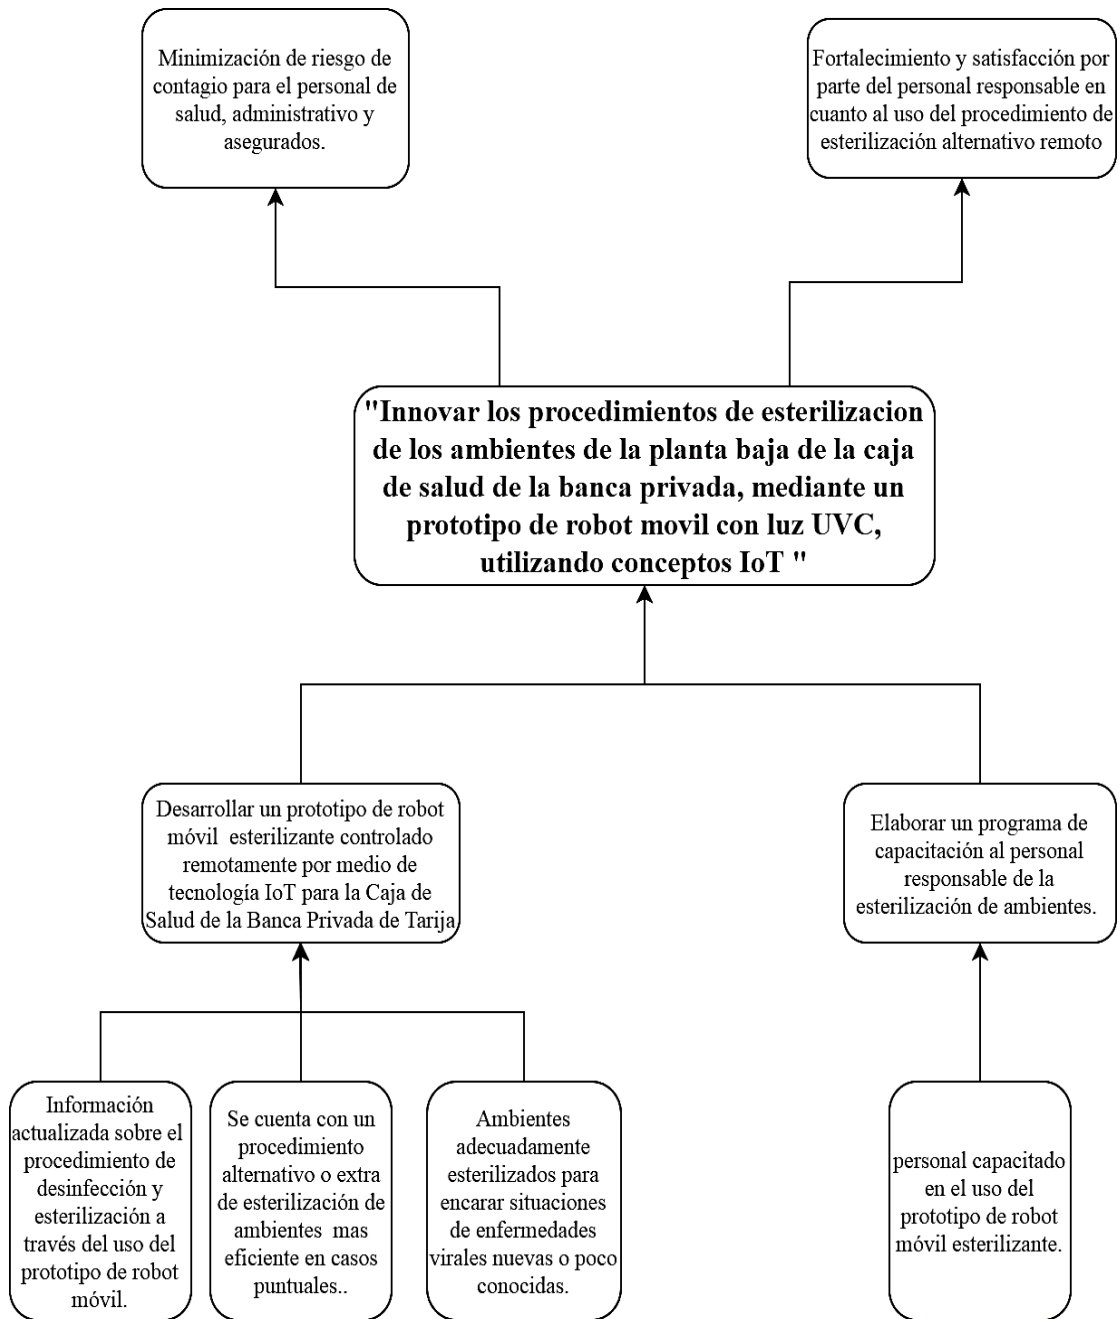 Minimización de riesgo de
contagio para el personal de
salud, administrativo y
asegurados.
Fortalecimiento y satisfacción por
parte del personal responsable en
cuanto al uso del procedimiento de
esterilización alternativo remoto
"Innovar los procedimientos de esterilizacion
de los ambientes de la planta baja de la caja
de salud de la banca privada, mediante un
prototipo de robot movil con luz UVC,
utilizando conceptos IoT "
Desarrollar un prototipo de robot
móvil esterilizante controlado
remotamente por medio de
tecnología IoT para la Caja de
Salud de la Banca Privada de Tarija
Elaborar un programa de
capacitación al personal
responsable de la
esterilización de ambientes.
Información
actualizada sobre el
procedimiento de
desinfección y
esterilización a
través del uso del
prototipo de robot
móvil.
Se cuenta con un
procedimiento
alternativo o extra
de esterilización de
ambientes mas
eficiente en casos
puntuales..
Ambientes
adecuadamente
esterilizados para
encarar situaciones
de enfermedades
virales nuevas o poco
conocidas.
personal capacitado
en el uso del
prototipo de robot
móvil esterilizante.